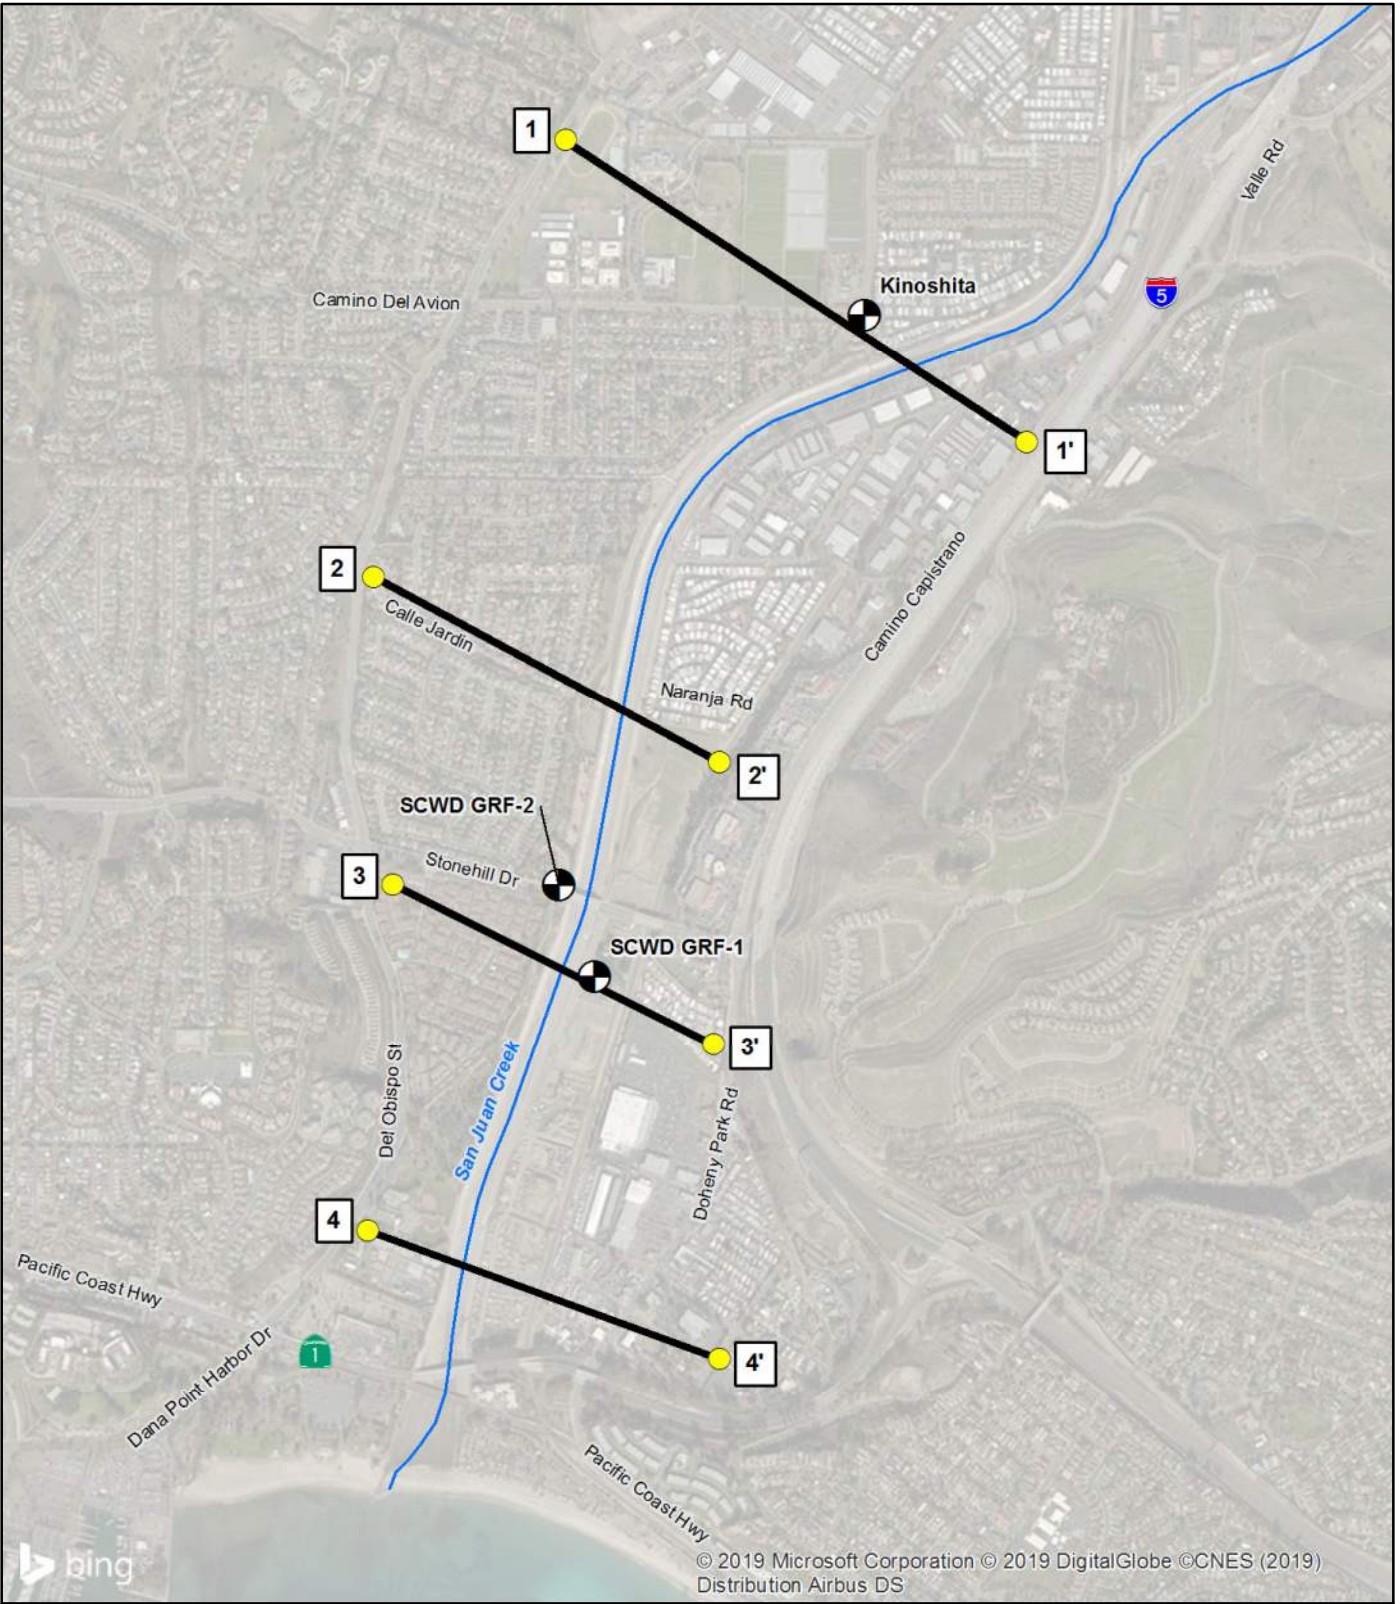 1
Valle Rd
Kinoshita
5
Camino Del Avion
1'
Camino Capistrano
2
Calle Jardin
Naranja Rd
2'
SCWD GRF-2
Stonehill Dr
3
SCWD GRF-1
3'
Del Obispo St
San Juan Creek
Doheny Park Rd
4
Pacific Coast Hwy
1
Dana Point Harbor Dr
4'
Pacific Coast Hwy
bing
© 2019 Microsoft Corporation © 2019 DigitalGlobe ©CNES (2019)
Distribution Airbus DS